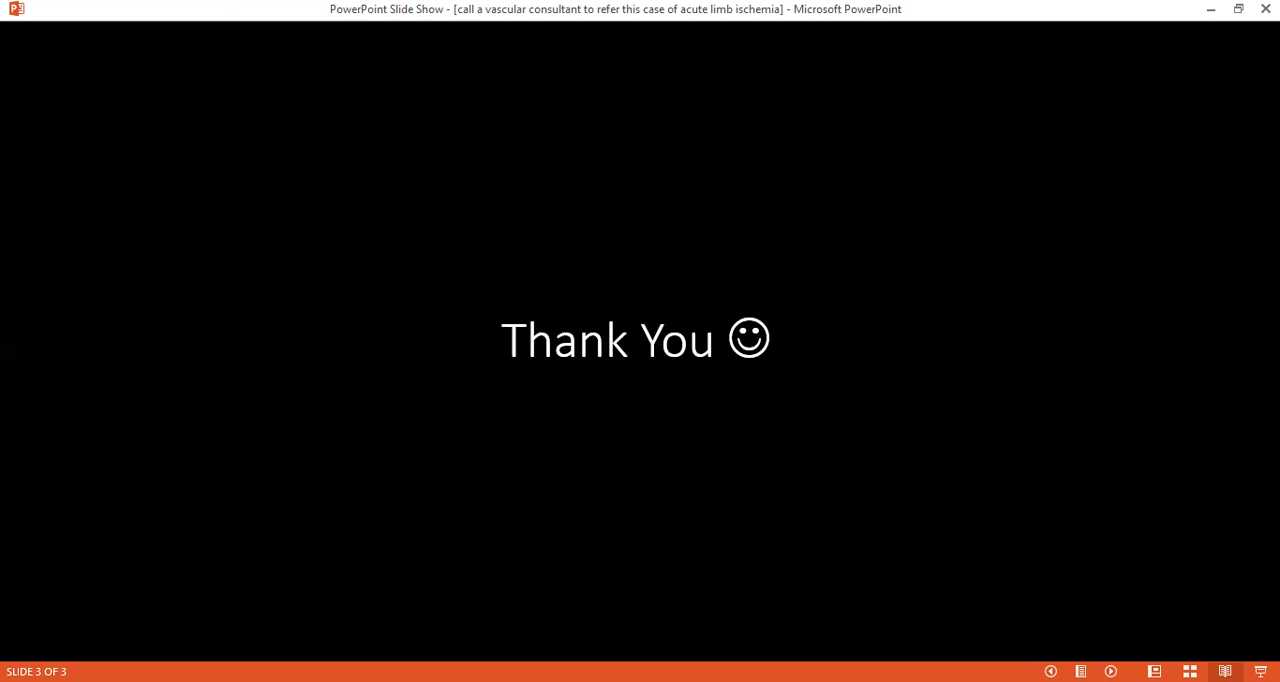 PowerPoint Slide Show - [call a vascular consultant to refer this case of acute limb ischemia] - Microsoft PowerPoint
Thank You ☺
SLIDE 3 OF 3